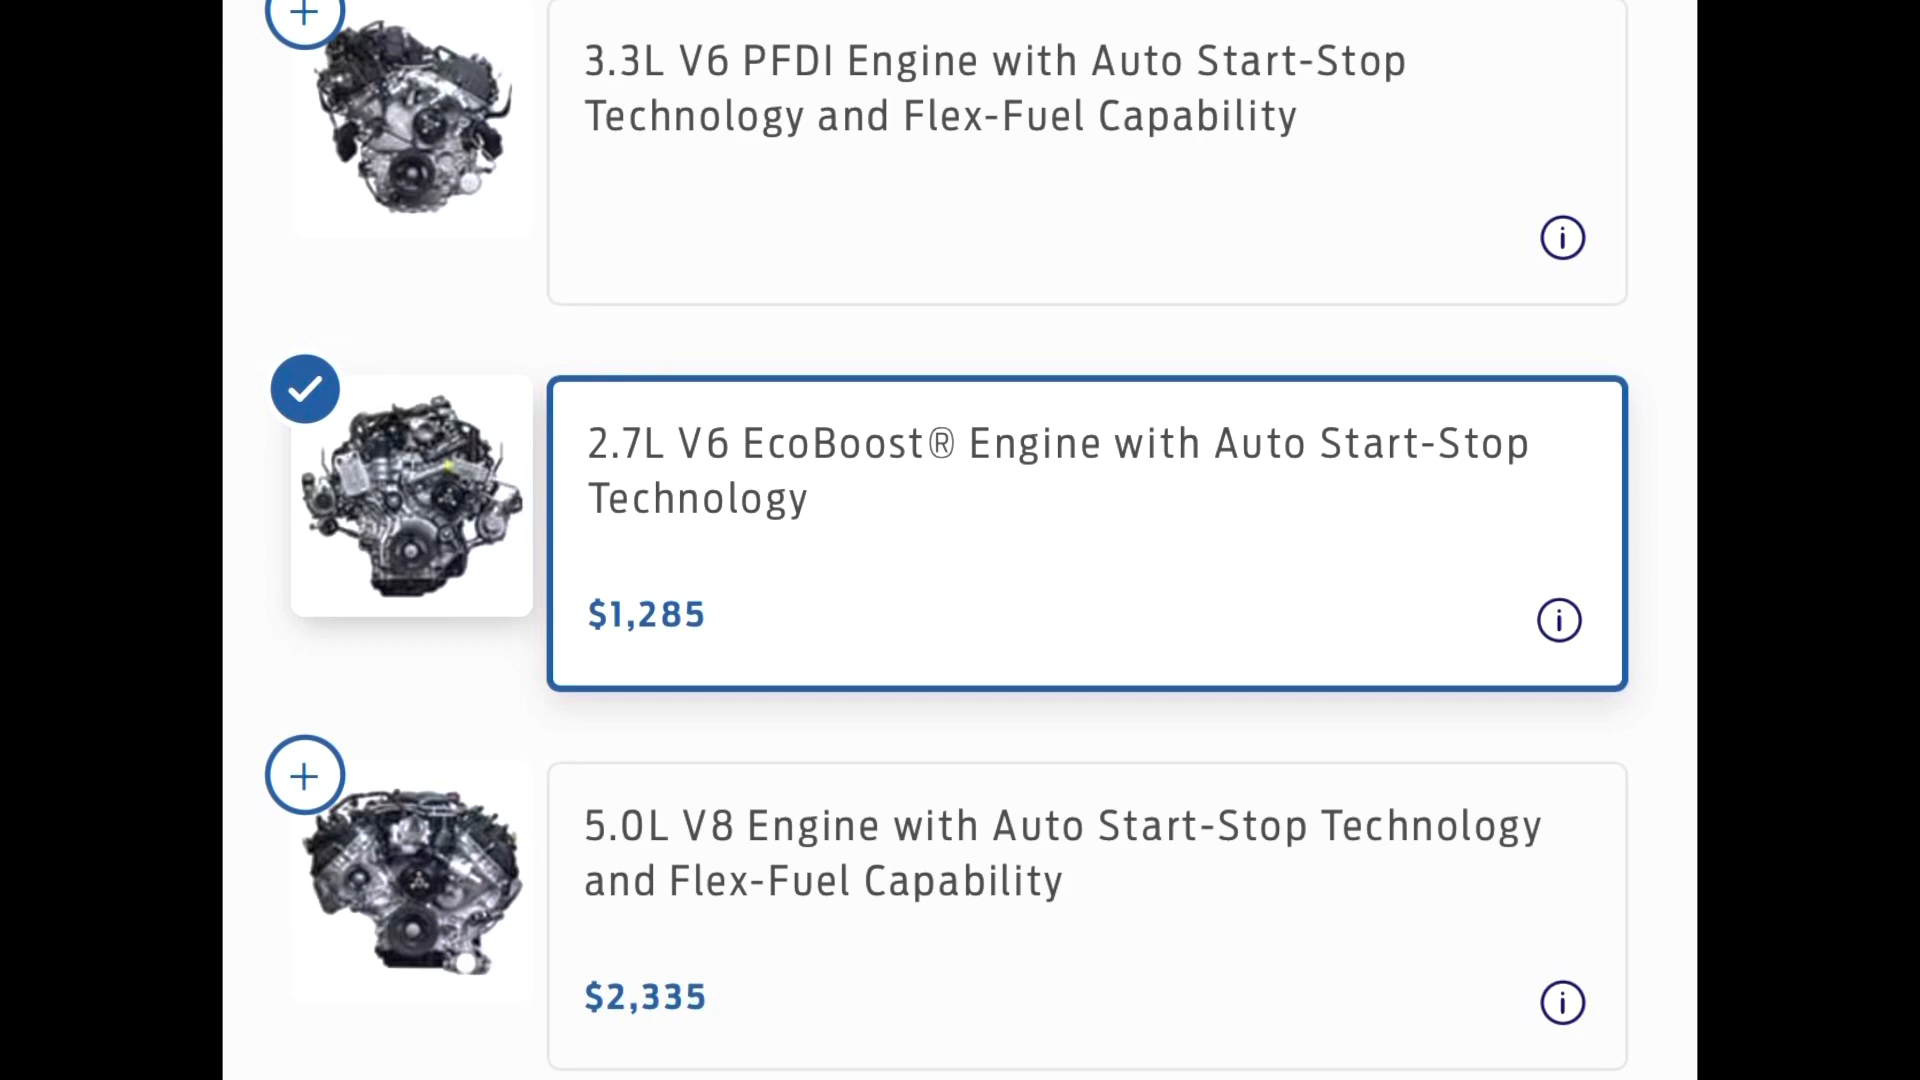 3.3L V6 PFDI Engine with Auto Start-Stop
Technology and Flex-Fuel Capability
2.7L V6 EcoBoost® Engine with Auto Start-Stop
Technology
$1,285
5.0L V8 Engine with Auto Start-Stop Technology
and Flex-Fuel Capability
$2,335